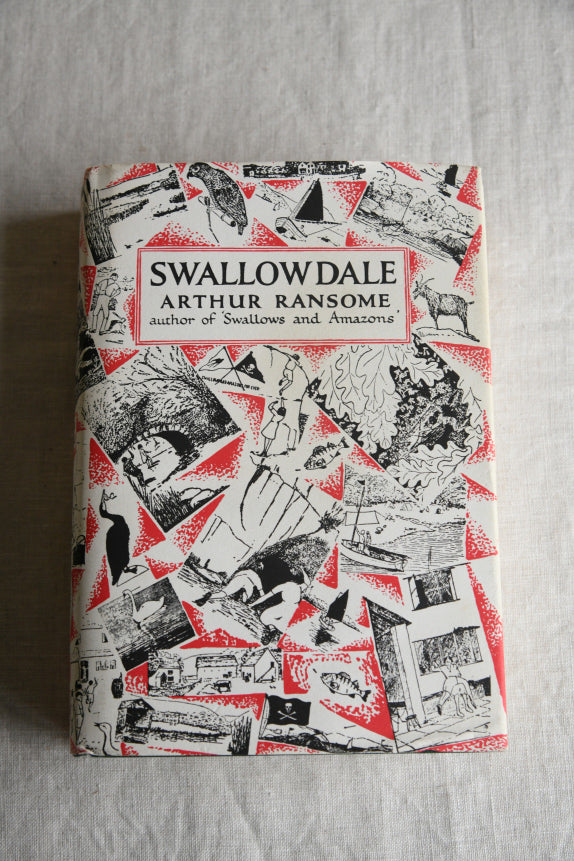 SWALLOWDALE
ARTHUR RANSOME
author of 'Swallows and Amazons'